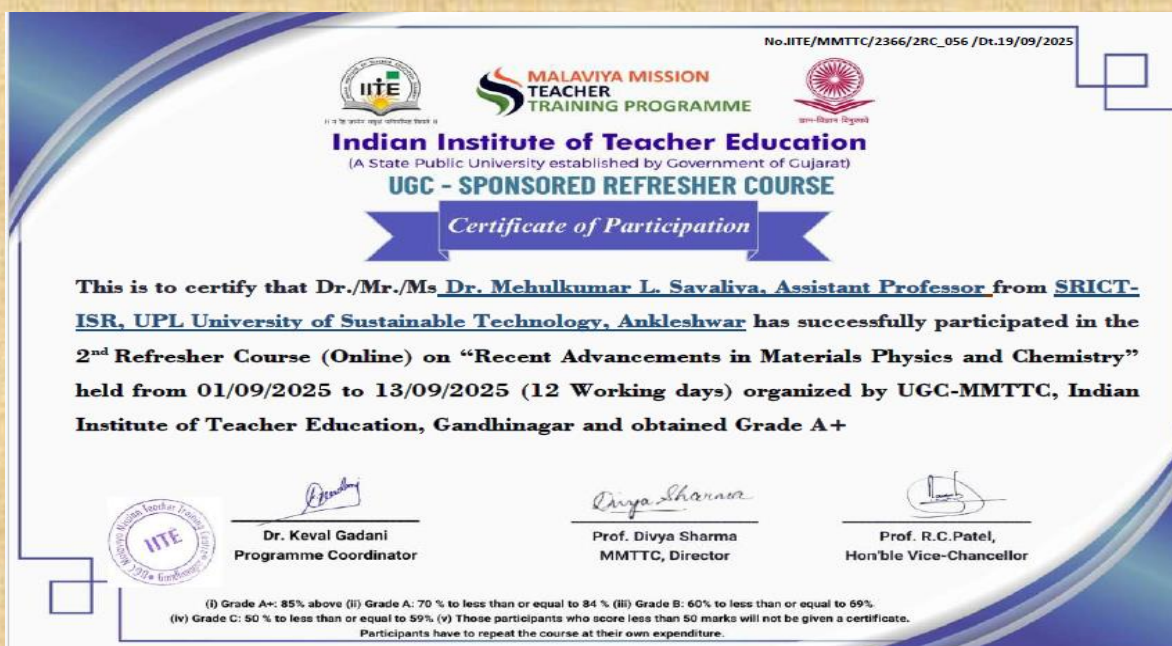 No.IITE/MMTTC/2366/2RC_056 /Dt.19/09/2025
IITE
MALAVIYA MISSION
TEACHER
TRAINING PROGRAMME
ज्ञान-विज्ञान विमुक्तये
Indian Institute of Teacher Education
(A State Public University established by Government of Gujarat)
UGC - SPONSORED REFRESHER COURSE
Certificate of Participation
This is to certify that Dr./Mr./Ms Dr. Mehulkumar L. Savaliya, Assistant Professor from SRICT-
ISR, UPL University of Sustainable Technology, Ankleshwar has successfully participated in the
2nd Refresher Course (Online) on “Recent Advancements in Materials Physics and Chemistry”
held from 01/09/2025 to 13/09/2025 (12 Working days) organized by UGC-MMTTC, Indian
Institute of Teacher Education, Gandhinagar and obtained Grade A+
Divya Sharma
IITE
Dr. Keval Gadani
Programme Coordinator
Prof. Divya Sharma
MMTTC, Director
Prof. R.C.Patel,
Hon'ble Vice-Chancellor
(i) Grade A+: 85% above (ii) Grade A: 70 % to less than or equal to 84 % (iii) Grade B: 60% to less than or equal to 69%
(iv) Grade C: 50 % to less than or equal to 59% (v) Those participants who score less than 50 marks will not be given a certificate.
Participants have to repeat the course at their own expenditure.